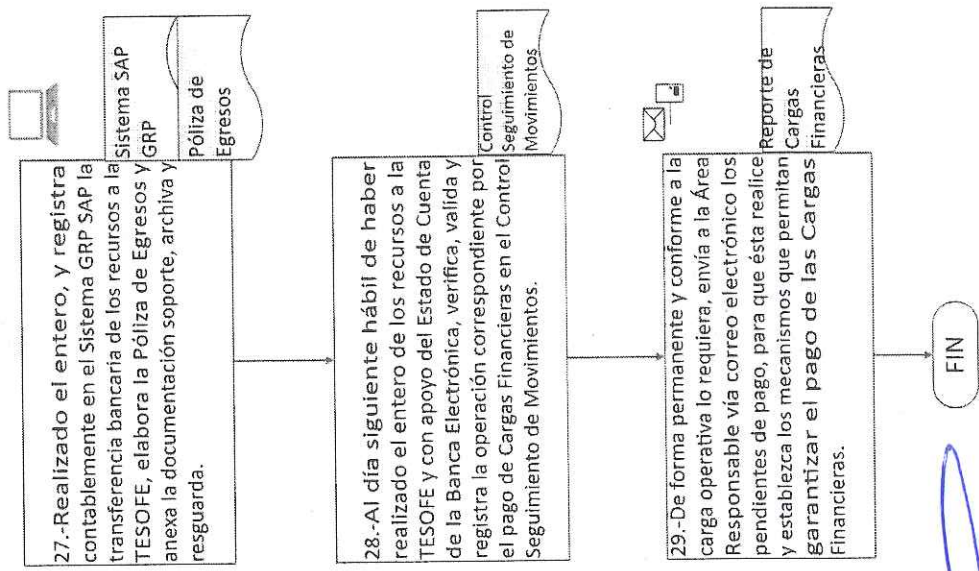 27.-Realizado el entero, y registra
contablemente en el Sistema GRP SAP la
transferencia bancaria de los recursos a la
TESOFE, elabora la Póliza de Egresos y
anexa la documentación soporte, archiva y
resguarda.
Sistema SAP
GRP
Póliza de
Egresos
28.-Al día siguiente hábil de haber
realizado el entero de los recursos a la
TESOFE y con apoyo del Estado de Cuenta
de la Banca Electrónica, verifica, valida y
registra la operación correspondiente por
el pago de Cargas Financieras en el Control
Seguimiento de Movimientos.
Control
Seguimiento de
Movimientos
29.-De forma permanente y conforme a la
carga operativa lo requiera, envía a la Área
Responsable vía correo electrónico los
pendientes de pago, para que ésta realice
y establezca los mecanismos que permitan
garantizar el pago de las Cargas
Financieras.
Reporte de
Cargas
Financieras
FIN